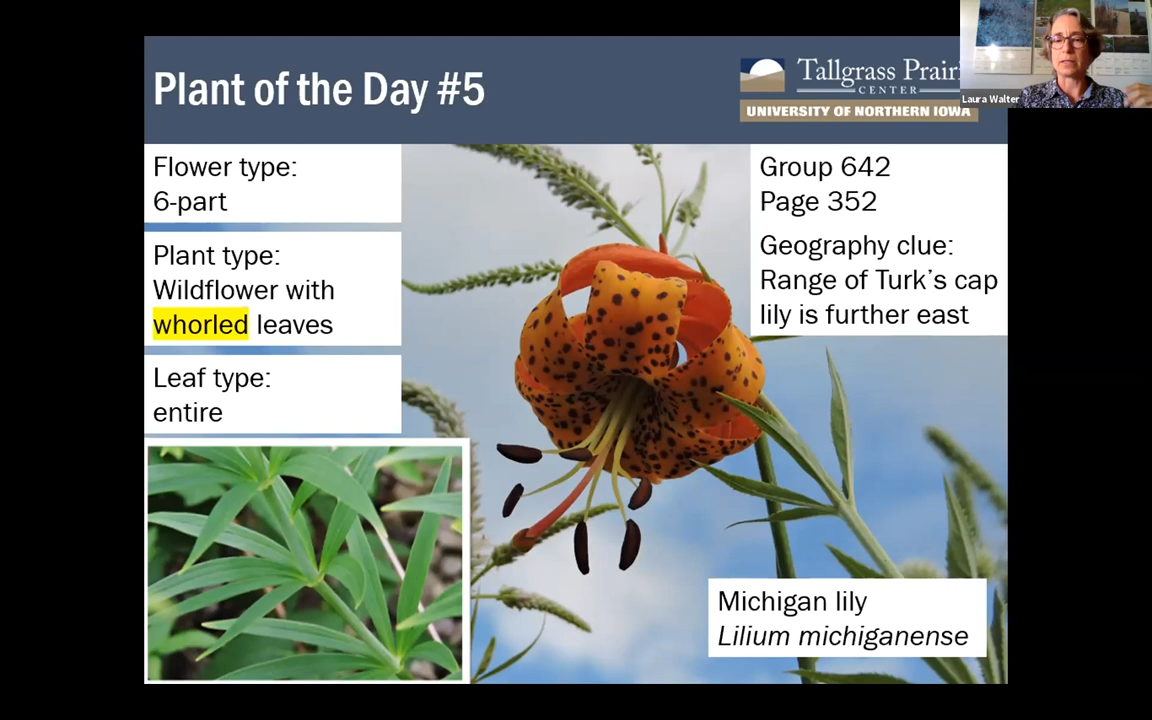 Plant of the Day #5
Tallgrass Prairi
CENTER
UNIVERSITY OF NORTHERN IOWA
Laura Walter
Flower type:
6-part
Plant type:
Wildflower with
whorled leaves
Leaf type:
entire
Group 642
Page 352
Geography clue:
Range of Turk's cap
lily is further east
Michigan lily
Lilium michiganense